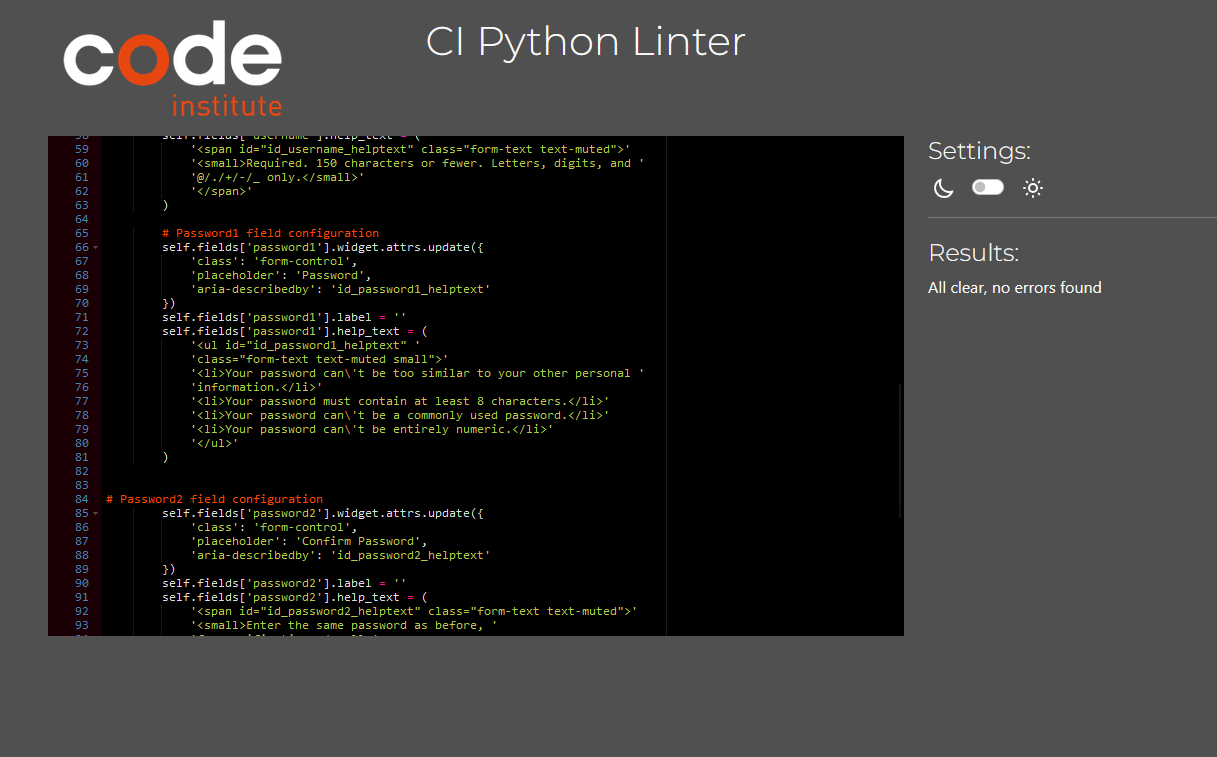 code
institute
CI Python Linter
58 self.fields['username'].help_text = (
59 '<span id="id_username_helptext" class="form-text text-muted">'
60 '<small>Required. 150 characters or fewer. Letters, digits, and '
61 '@/./+/-/_ only.</small>'
62 '</span>'
63 )
64
65 # Password1 field configuration
66 self.fields['password1'].widget.attrs.update({
67 'class': 'form-control',
68 'placeholder': 'Password',
69 'aria-describedby': 'id_password1_helptext'
70 })
71 self.fields['password1'].label = ''
72 self.fields['password1'].help_text = (
73 '<ul id="id_password1_helptext" '
74 'class="form-text text-muted small">'
75 '<li>Your password can\'t be too similar to your other personal '
76 'information.</li>'
77 '<li>Your password must contain at least 8 characters.</li>'
78 '<li>Your password can\'t be a commonly used password.</li>'
79 '<li>Your password can\'t be entirely numeric.</li>'
80 '</ul>'
81 )
82
83
84 # Password2 field configuration
85 self.fields['password2'].widget.attrs.update({
86 'class': 'form-control',
87 'placeholder': 'Confirm Password',
88 'aria-describedby': 'id_password2_helptext'
89 })
90 self.fields['password2'].label = ''
91 self.fields['password2'].help_text = (
92 '<span id="id_password2_helptext" class="form-text text-muted">'
93 '<small>Enter the same password as before, '
Settings:
Results:
All clear, no errors found